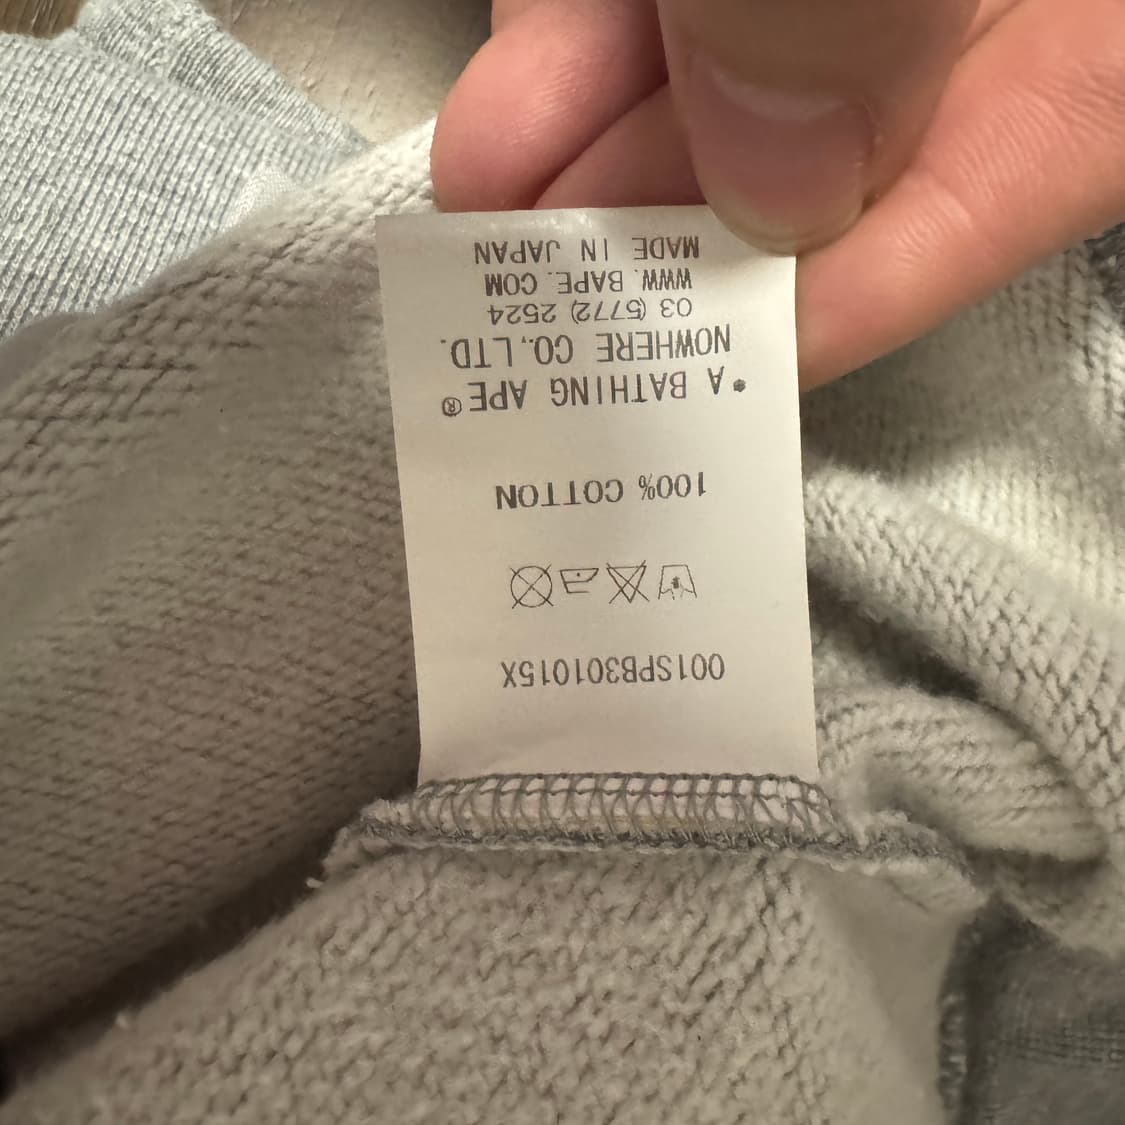 001SPB301015X
100% COTTON
* A BATHING APE®
NOWHERE CO.,LTD.
03 (5772) 2524
WWW. BAPE. COM
MADE IN JAPAN